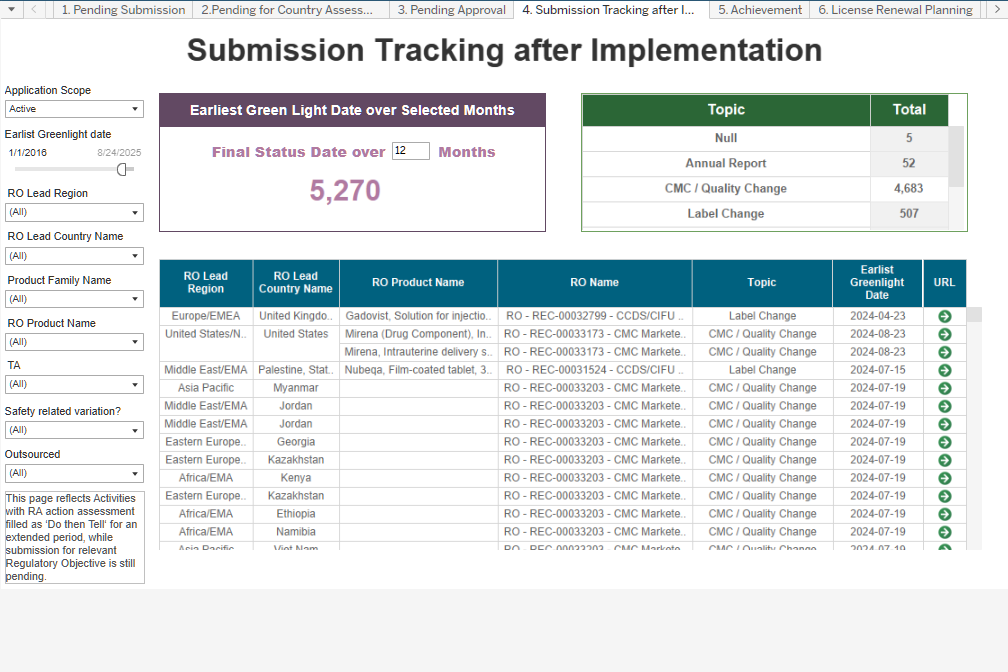 1. Pending Submission
2.Pending for Country Assess...
3. Pending Approval
4. Submission Tracking after I...
5. Achievement
6. License Renewal Planning
Submission Tracking after Implementation
Application Scope
Active
Earlist Greenlight date
1/1/2016 8/24/2025
RO Lead Region
(All)
RO Lead Country Name
(All)
Product Family Name
(All)
RO Product Name
(All)
TA
(All)
Safety related variation?
(All)
Outsourced
(All)
This page reflects Activities
with RA action assessment
filled as 'Do then Tell' for an
extended period, while
submission for relevant
Regulatory Objective is still
pending.
Earliest Green Light Date over Selected Months
Final Status Date over 12 Months
5,270
Topic Total
Null 5
Annual Report 52
CMC / Quality Change 4,683
Label Change 507
RO Lead Region RO Lead Country Name RO Product Name RO Name Topic Earlist Greenlight Date URL
Europe/EMEA United Kingdo.. Gadovist, Solution for injectio.. RO - REC-00032799 - CCDS/CIFU .. Label Change 2024-04-23
United States/N.. United States Mirena (Drug Component), In.. RO - REC-00033173 - CMC Markete.. CMC / Quality Change 2024-08-23
Mirena, Intrauterine delivery s.. RO - REC-00033173 - CMC Markete.. CMC / Quality Change 2024-08-23
Middle East/EMA Palestine, Stat.. Nubeqa, Film-coated tablet, 3.. RO - REC-00031524 - CCDS/CIFU .. Label Change 2024-07-15
Asia Pacific Myanmar RO - REC-00033203 - CMC Markete.. CMC / Quality Change 2024-07-19
Middle East/EMA Jordan RO - REC-00033203 - CMC Markete.. CMC / Quality Change 2024-07-19
Middle East/EMA Jordan RO - REC-00033203 - CMC Markete.. CMC / Quality Change 2024-07-19
Eastern Europe.. Georgia RO - REC-00033203 - CMC Markete.. CMC / Quality Change 2024-07-19
Eastern Europe.. Kazakhstan RO - REC-00033203 - CMC Markete.. CMC / Quality Change 2024-07-19
Africa/EMA Kenya RO - REC-00033203 - CMC Markete.. CMC / Quality Change 2024-07-19
Eastern Europe.. Kazakhstan RO - REC-00033203 - CMC Markete.. CMC / Quality Change 2024-07-19
Africa/EMA Ethiopia RO - REC-00033203 - CMC Markete.. CMC / Quality Change 2024-07-19
Africa/EMA Namibia RO - REC-00033203 - CMC Markete.. CMC / Quality Change 2024-07-19
Asia Pacific Viet Nam RO - REC-00033203 - CMC Markete.. CMC / Quality Change 2024-07-19